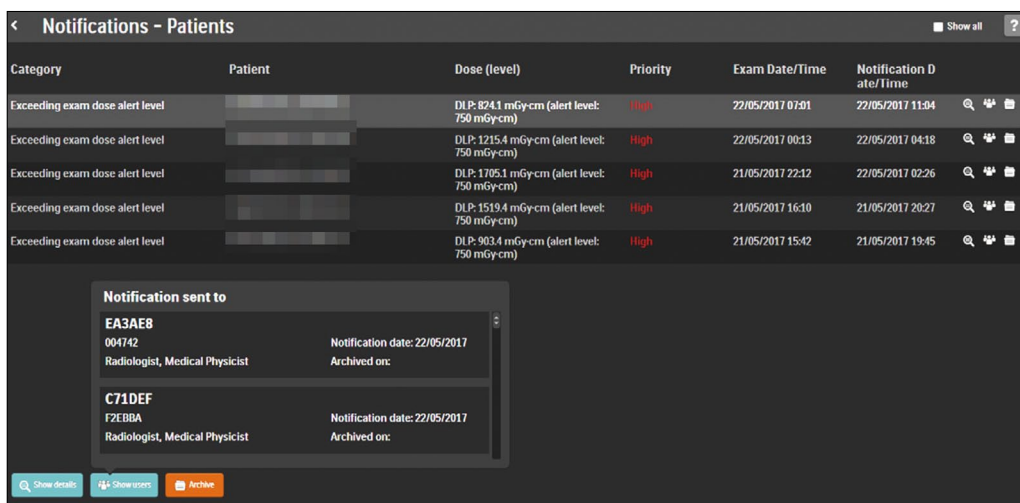 Notifications - Patients
Show all
?
Category Patient Dose (level) Priority Exam Date/Time Notification D
ate/Time
Exceeding exam dose alert level DLP: 824.1 mGy·cm (alert level: High 22/05/2017 07:01 22/05/2017 11:04
750 mGy·cm)
Exceeding exam dose alert level DLP: 1215.4 mGy·cm (alert level: High 22/05/2017 00:13 22/05/2017 04:18
750 mGy·cm)
Exceeding exam dose alert level DLP: 1705.1 mGy·cm (alert level: High 21/05/2017 22:12 22/05/2017 02:26
750 mGy·cm)
Exceeding exam dose alert level DLP: 1519.4 mGy·cm (alert level: High 21/05/2017 16:10 21/05/2017 20:27
750 mGy·cm)
Exceeding exam dose alert level DLP: 903.4 mGy·cm (alert level: High 21/05/2017 15:42 21/05/2017 19:45
750 mGy·cm)
Notification sent to
EA3AE8
004742 Notification date: 22/05/2017
Radiologist, Medical Physicist Archived on:
C71DEF
F2EBBA Notification date: 22/05/2017
Radiologist, Medical Physicist Archived on:
Show details Show users Archive